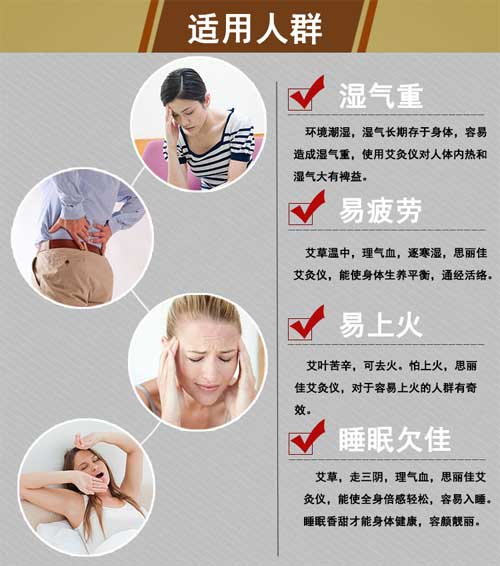 适用人群
湿气重
环境潮湿，湿气长期存于身体，容易
造成湿气重，使用艾灸仪对人体内热和
湿气大有裨益。
易疲劳
艾草温中，理气血，逐寒湿，思丽佳
艾灸仪，能使身体生养平衡，通经活络。
易上火
艾叶苦辛，可去火。怕上火，思丽
佳艾灸仪，对于容易上火的人群有奇
效。
睡眠欠佳
艾草，走三阴，理气血，思丽佳艾
灸仪，能使全身倍感轻松，容易入睡。
睡眠香甜才能身体健康，容颜靓丽。